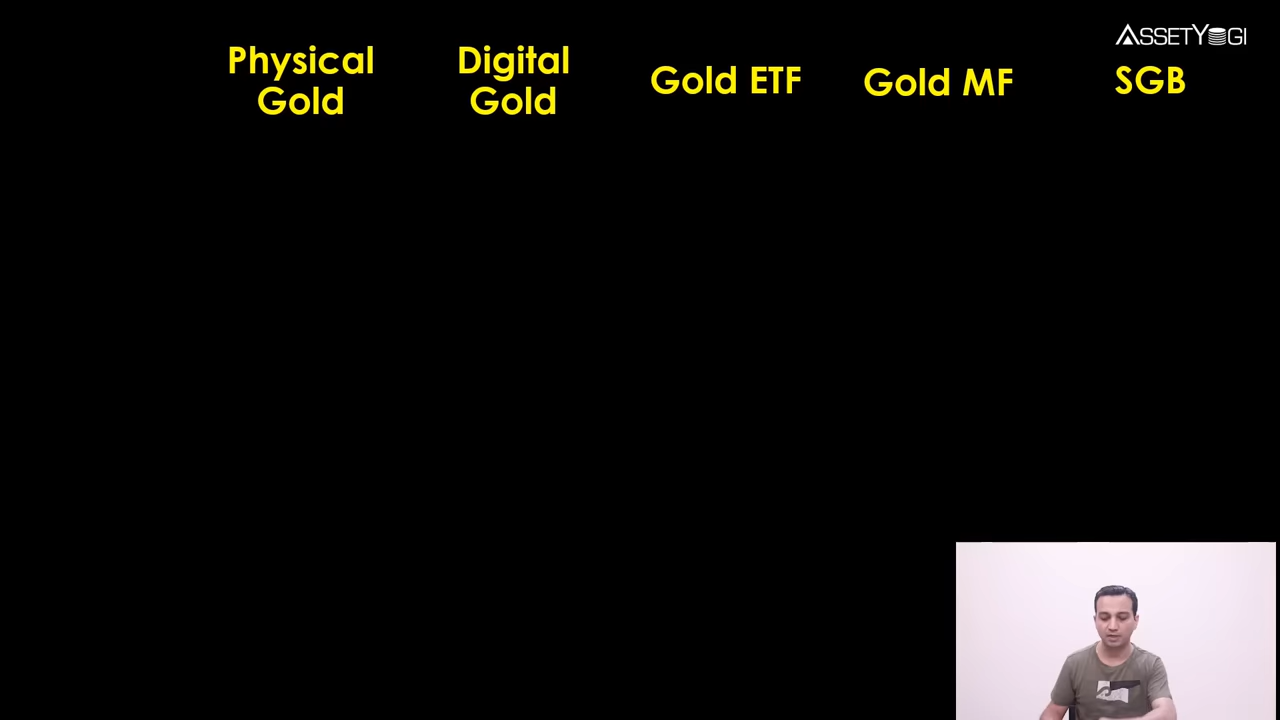 ASSETYOGI
Physical
Gold
Digital
Gold
Gold ETF
Gold MF
SGB